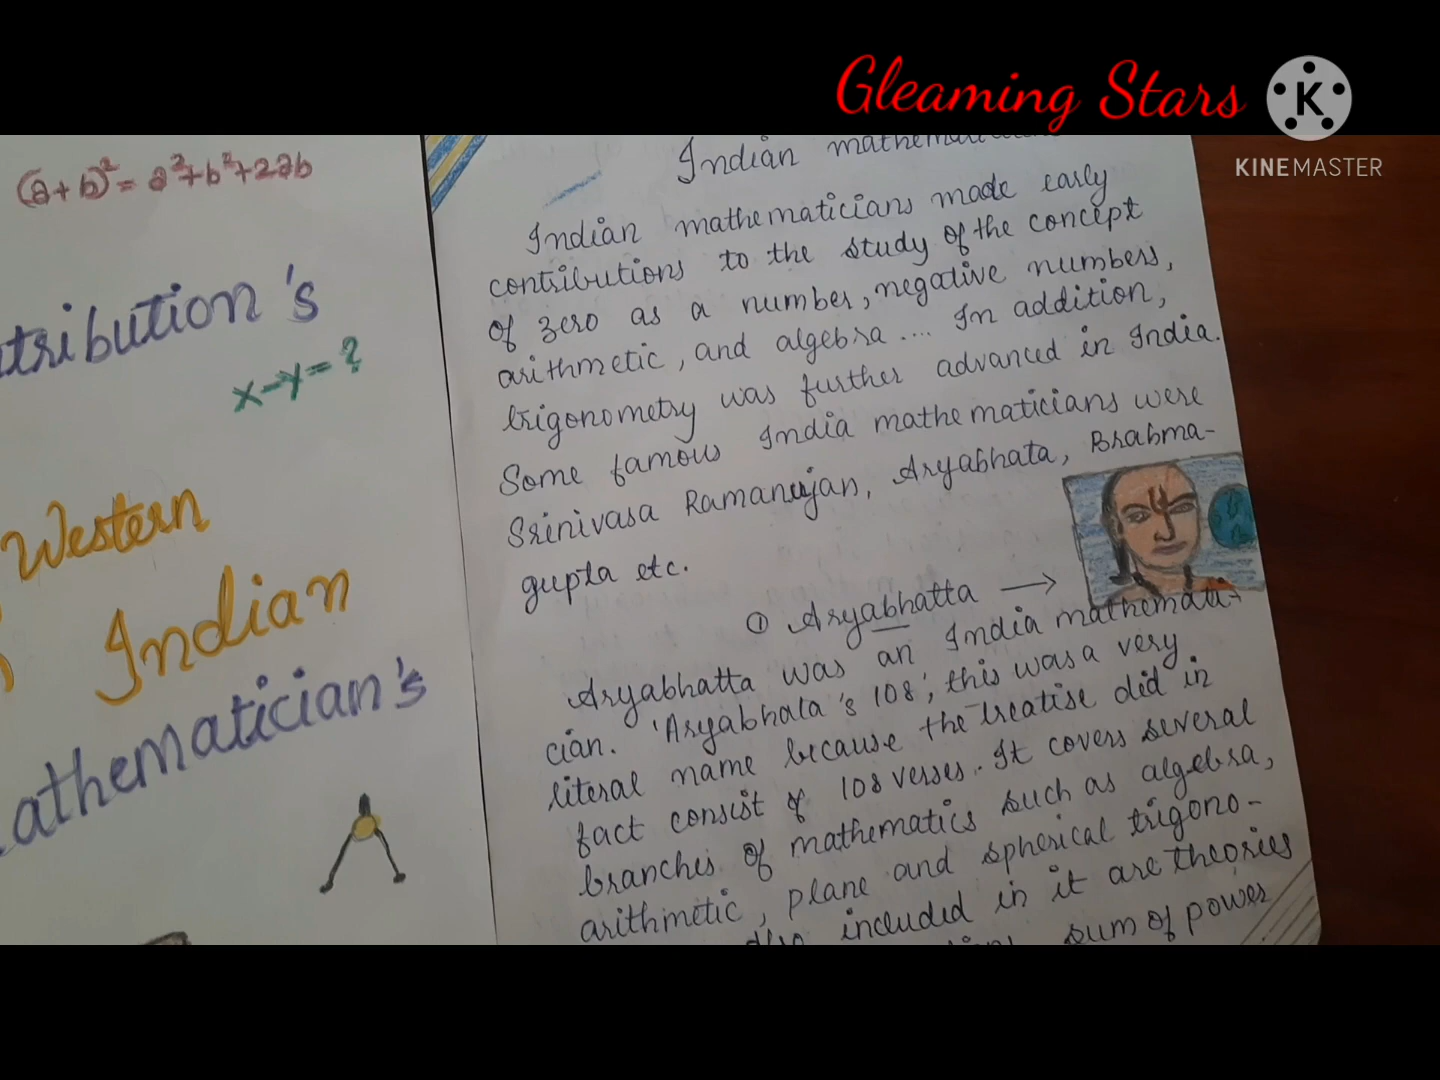 Gleaming Stars
KINEMASTER
(a+b)²= a²+b²+2ab
tribution's
x-y=?
Western
Indian
athematician's
Indian
Indian mathematicians made early
contributions to the study of the concept
of zero as a number, negative numbers,
arithmetic, and algebra.... In addition,
trigonometry was further advanced in India.
Some famous India mathematicians were
Srinivasa Ramanujan, Aryabhata, Brabma-
gupta etc.
① Aryabhatta →
Aryabhatta was an India mathemati-
cian. 'Aryabhata's 108', this was a very
literal name because the treatise did in
fact consist of 108 verses. It covers several
branches of mathematics such as algebra,
arithmetic, plane and spherical trigono-
included in it are theories
sum of power